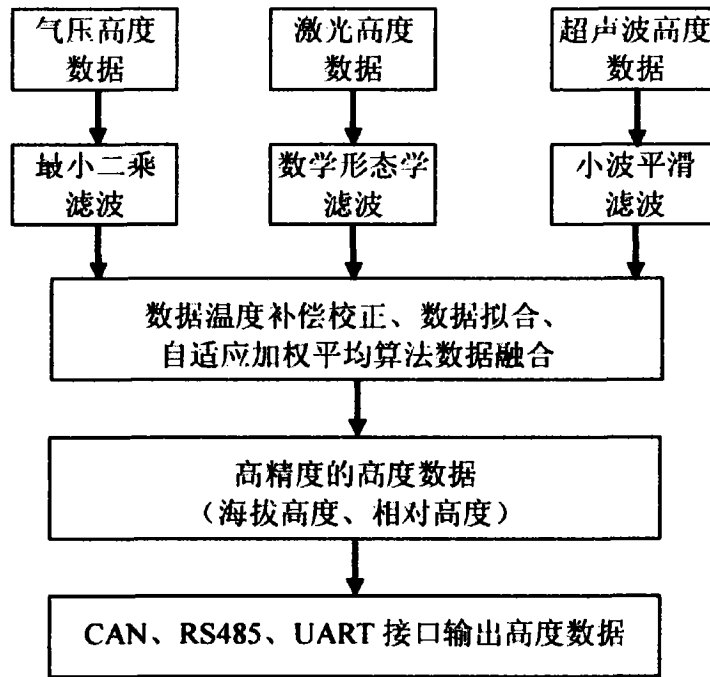 气压高度
数据
激光高度
数据
超声波高度
数据
最小二乘
滤波
数学形态学
滤波
小波平滑
滤波
数据温度补偿校正、数据拟合、
自适应加权平均算法数据融合
高精度的高度数据
（海拔高度、相对高度）
CAN、RS485、UART 接口输出高度数据